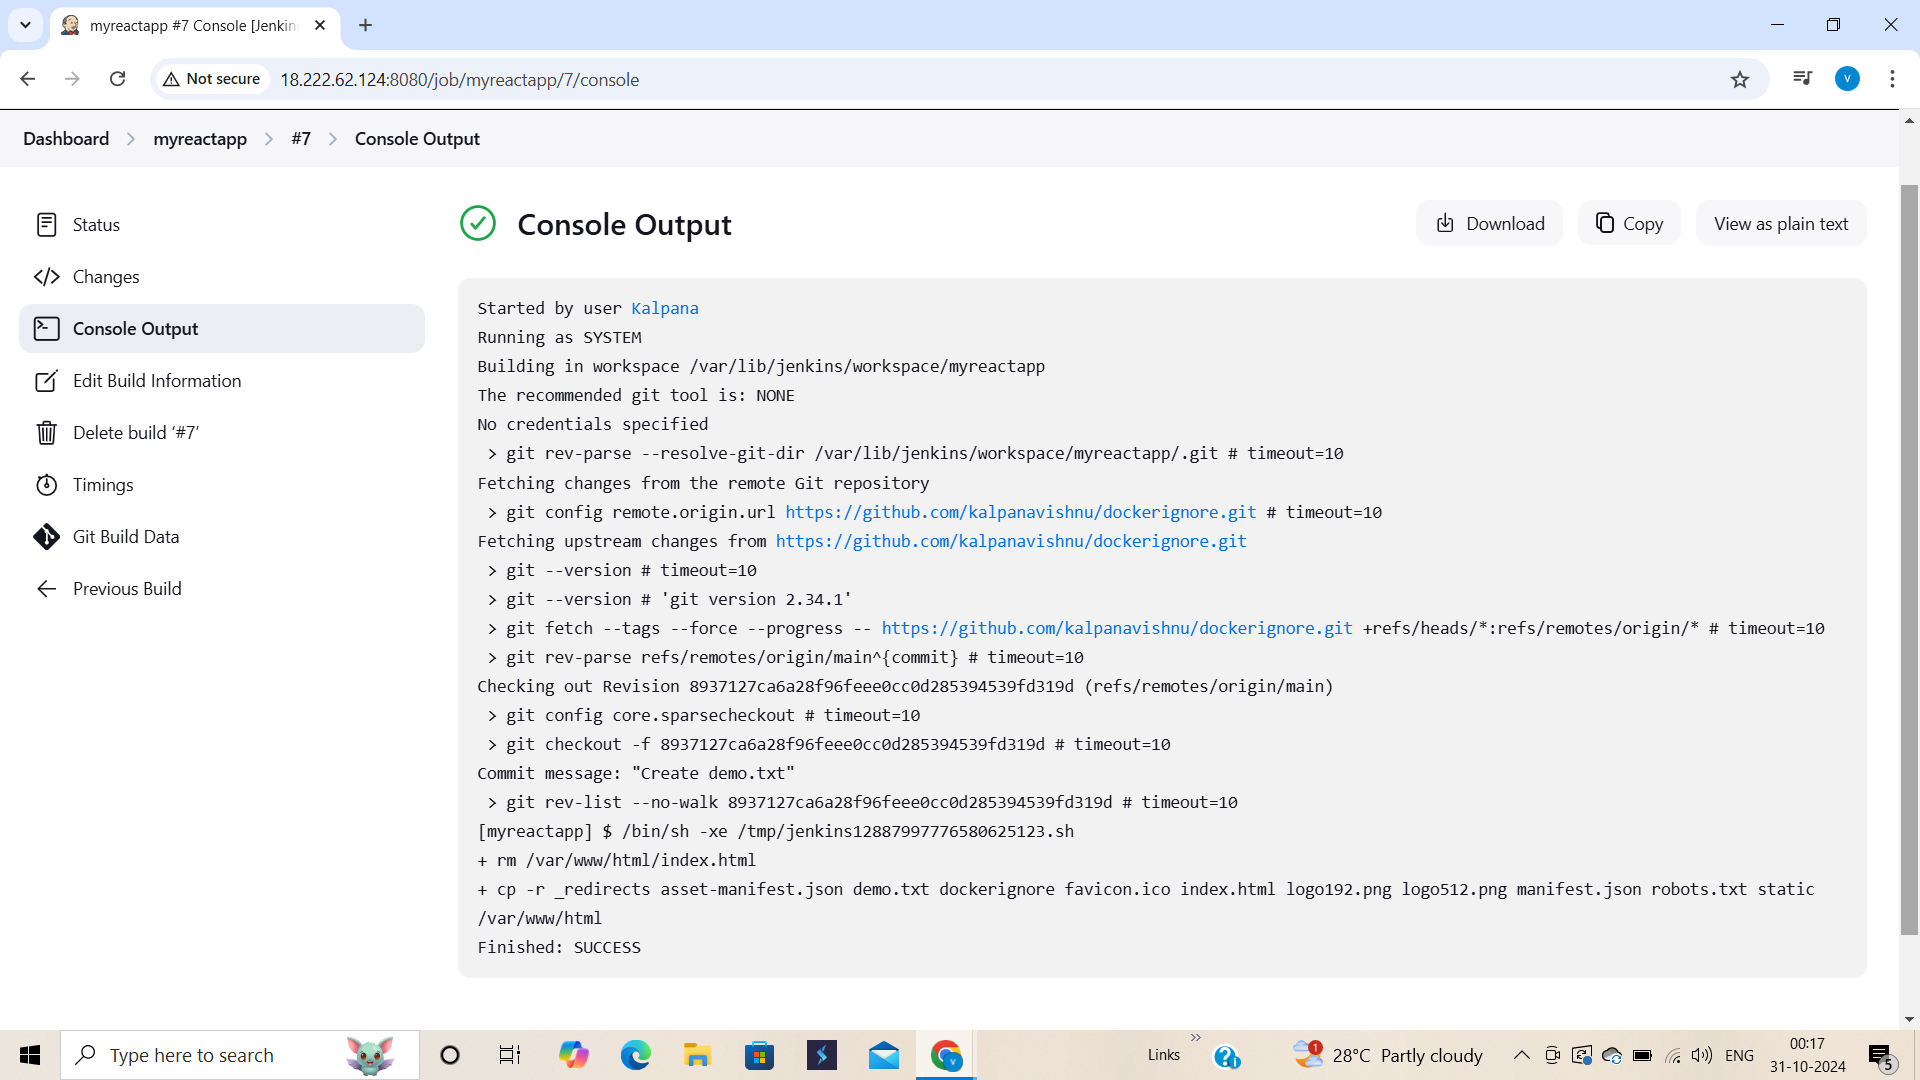 myreactapp #7 Console [Jenkin
Not secure
18.222.62.124:8080/job/myreactapp/7/console
v
Dashboard
myreactapp
#7
Console Output
Status
Changes
Console Output
Edit Build Information
Delete build ‘#7’
Timings
Git Build Data
Previous Build
Console Output
Download
Copy
View as plain text
Started by user Kalpana
Running as SYSTEM
Building in workspace /var/lib/jenkins/workspace/myreactapp
The recommended git tool is: NONE
No credentials specified
> git rev-parse --resolve-git-dir /var/lib/jenkins/workspace/myreactapp/.git # timeout=10
Fetching changes from the remote Git repository
> git config remote.origin.url https://github.com/kalpanavishnu/dockerignore.git # timeout=10
Fetching upstream changes from https://github.com/kalpanavishnu/dockerignore.git
> git --version # timeout=10
> git --version # 'git version 2.34.1'
> git fetch --tags --force --progress -- https://github.com/kalpanavishnu/dockerignore.git +refs/heads/*:refs/remotes/origin/* # timeout=10
> git rev-parse refs/remotes/origin/main^{commit} # timeout=10
Checking out Revision 8937127ca6a28f96feee0cc0d285394539fd319d (refs/remotes/origin/main)
> git config core.sparsecheckout # timeout=10
> git checkout -f 8937127ca6a28f96feee0cc0d285394539fd319d # timeout=10
Commit message: "Create demo.txt"
> git rev-list --no-walk 8937127ca6a28f96feee0cc0d285394539fd319d # timeout=10
[myreactapp] $ /bin/sh -xe /tmp/jenkins12887997776580625123.sh
+ rm /var/www/html/index.html
+ cp -r _redirects asset-manifest.json demo.txt dockerignore favicon.ico index.html logo192.png logo512.png manifest.json robots.txt static
/var/www/html
Finished: SUCCESS
Type here to search
Links
1
28°C Partly cloudy
ENG
00:17
31-10-2024
5